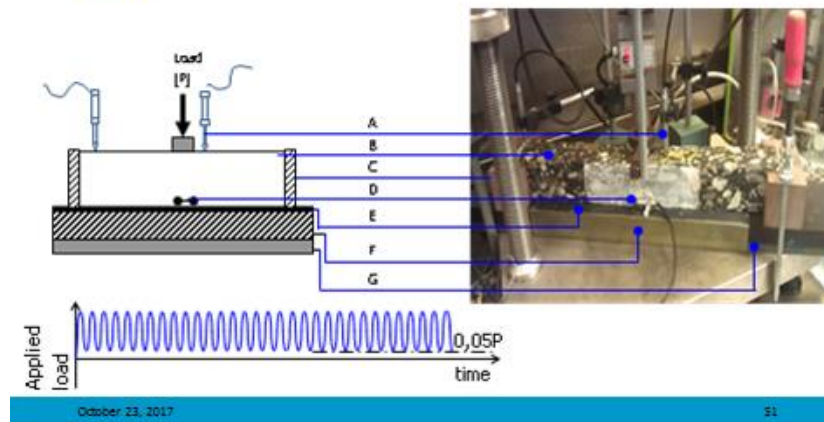 Load
[P]
A
B
C
D
E
F
G
Applied
load
0,05P
time
October 23, 2017
51